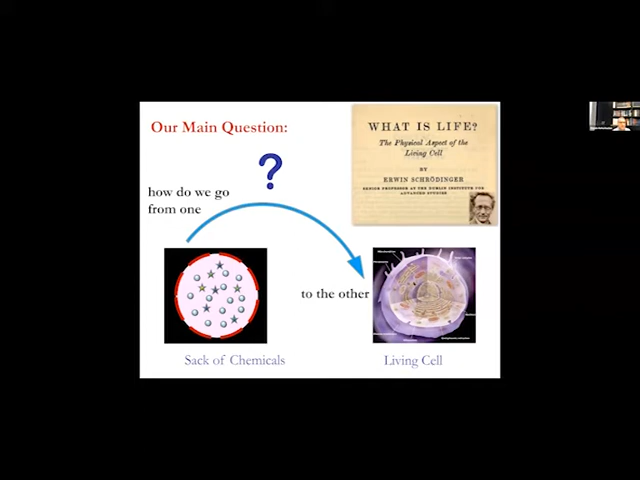 Our Main Question:
?
how do we go
from one
WHAT IS LIFE?
The Physical Aspect of the
Living Cell
BY
ERWIN SCHRÖDINGER
SENIOR PROFESSOR AT THE DUBLIN INSTITUTE FOR
ADVANCED STUDIES
to the other
Sack of Chemicals
Living Cell